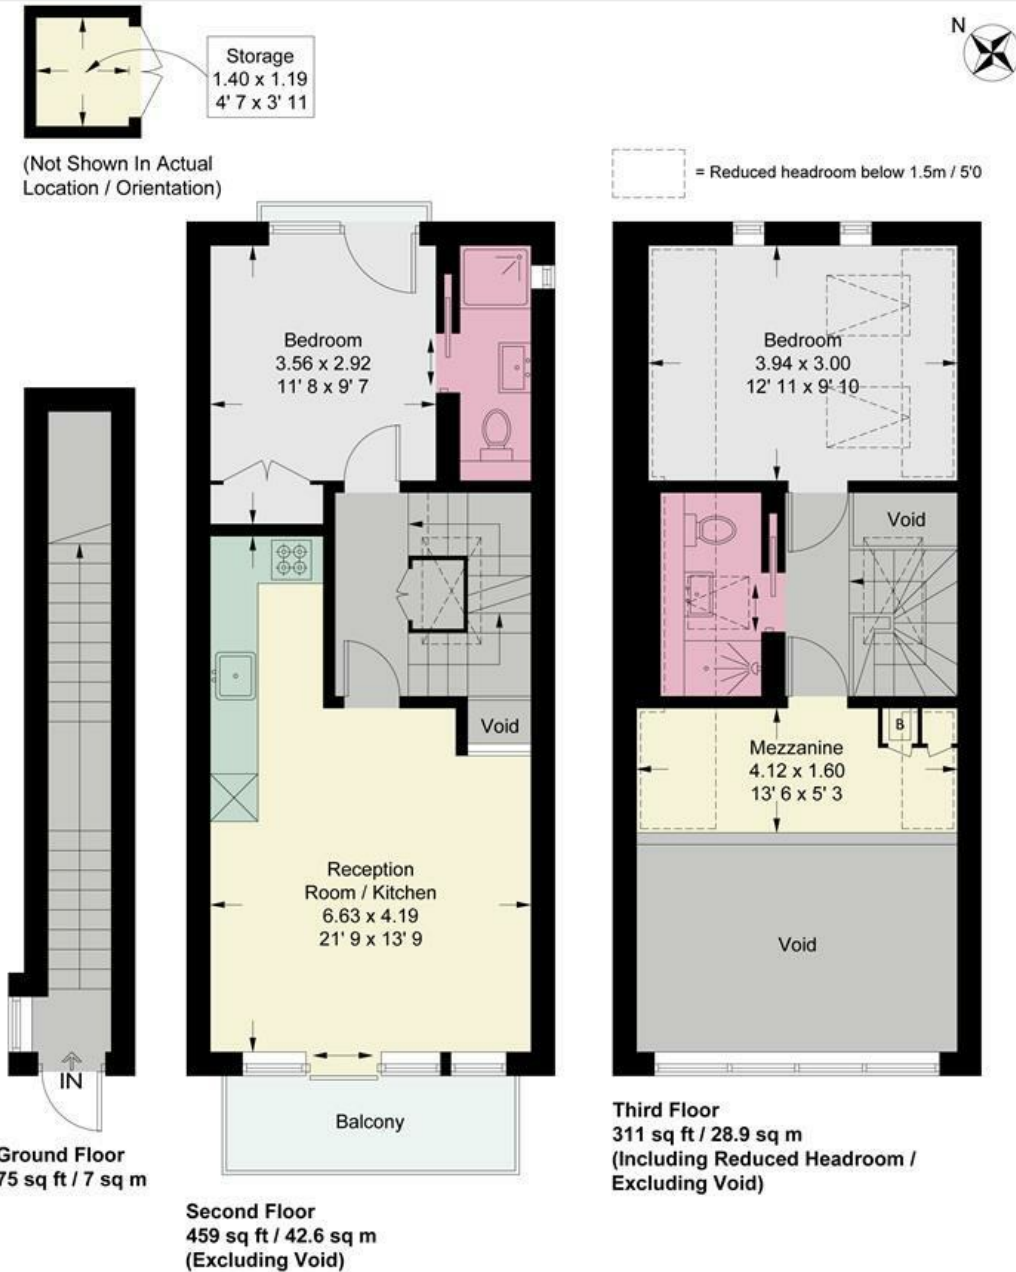 Storage
1.40 x 1.19
4' 7 x 3' 11
(Not Shown In Actual
Location / Orientation)
N
= Reduced headroom below 1.5m / 5'0
Bedroom
3.56 x 2.92
11' 8 x 9' 7
Bedroom
3.94 x 3.00
12' 11 x 9' 10
Void
Void
B
Mezzanine
4.12 x 1.60
13' 6 x 5' 3
Reception
Room / Kitchen
6.63 x 4.19
21' 9 x 13' 9
Void
IN
Balcony
Ground Floor
75 sq ft / 7 sq m
Second Floor
459 sq ft / 42.6 sq m
(Excluding Void)
Third Floor
311 sq ft / 28.9 sq m
(Including Reduced Headroom /
Excluding Void)